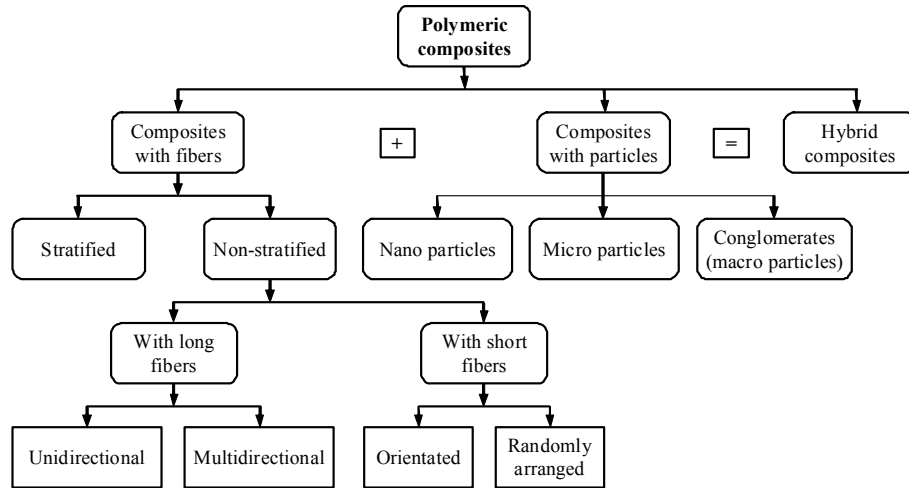 Polymeric
composites
Composites
with fibers
+
Composites
with particles
=
Hybrid
composites
Stratified
Non-stratified
Nano particles
Micro particles
Conglomerates
(macro particles)
With long
fibers
With short
fibers
Unidirectional
Multidirectional
Orientated
Randomly
arranged